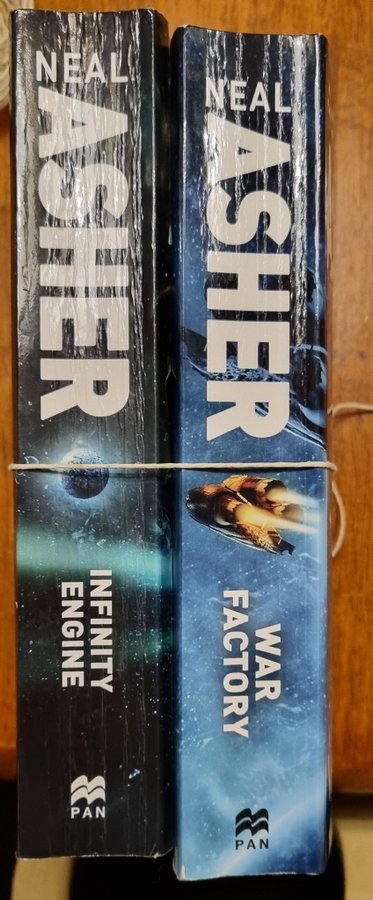 NEAL
ASHER
INFINITY
ENGINE
PAN
NEAL
ASHER
WAR
FACTORY
PAN